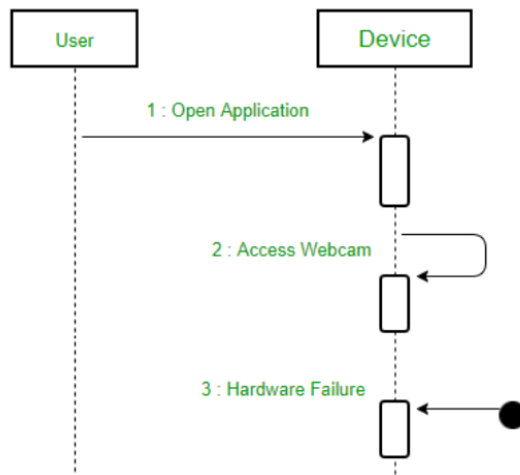 User
Device
1 : Open Application
2 : Access Webcam
3 : Hardware Failure